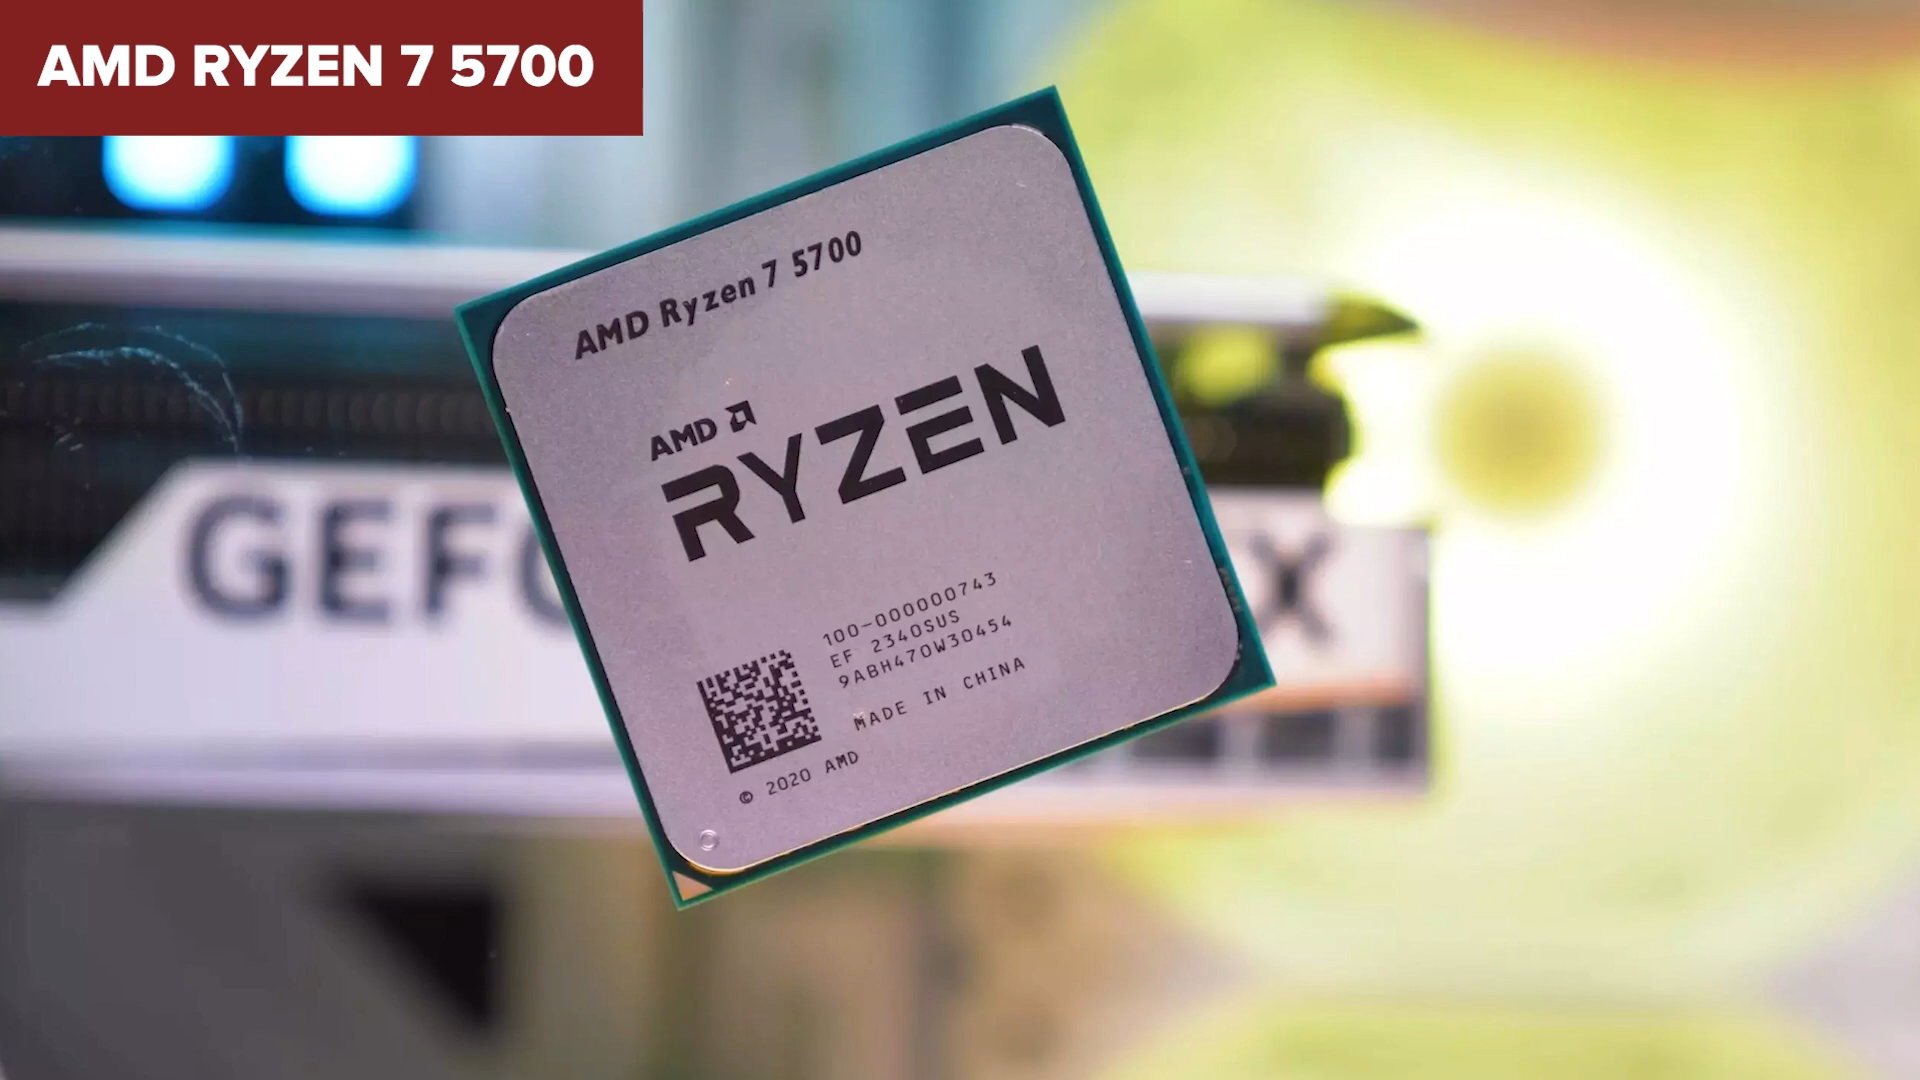 AMD RYZEN 7 5700
AMD Ryzen 7 5700
AMD
RYZEN
100-000000743
EF 2340SUS
9ABH470W30454
MADE IN CHINA
© 2020 AMD
GEFO
X